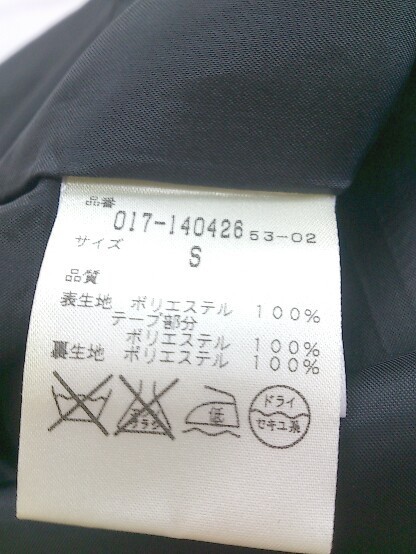 品番
017-140426 53-02
サイズ
S
品質
表生地 ポリエステル 100%
テープ部分
ポリエステル 100%
裏生地 ポリエステル 100%
エンソサラシ
低
ドライ
セキユ系